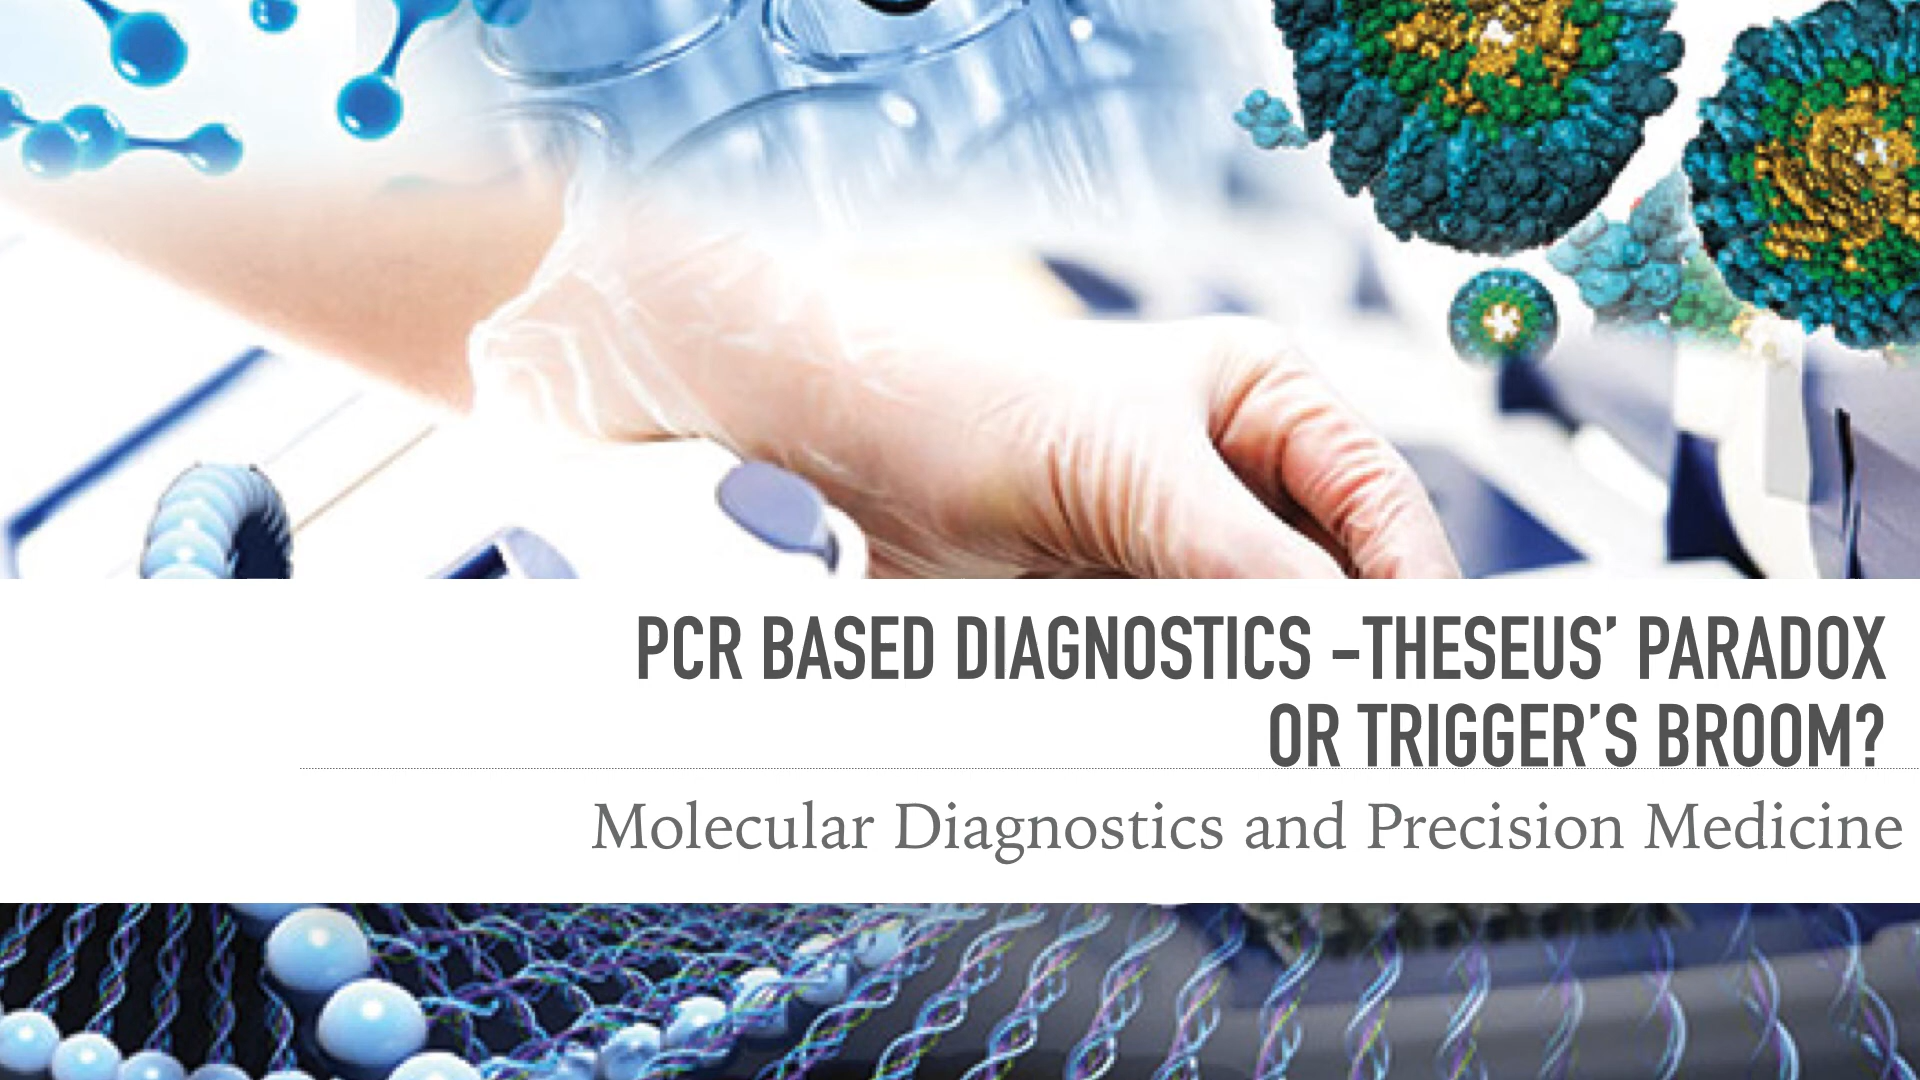 PCR BASED DIAGNOSTICS -THESEUS’ PARADOX
OR TRIGGER’S BROOM?
Molecular Diagnostics and Precision Medicine